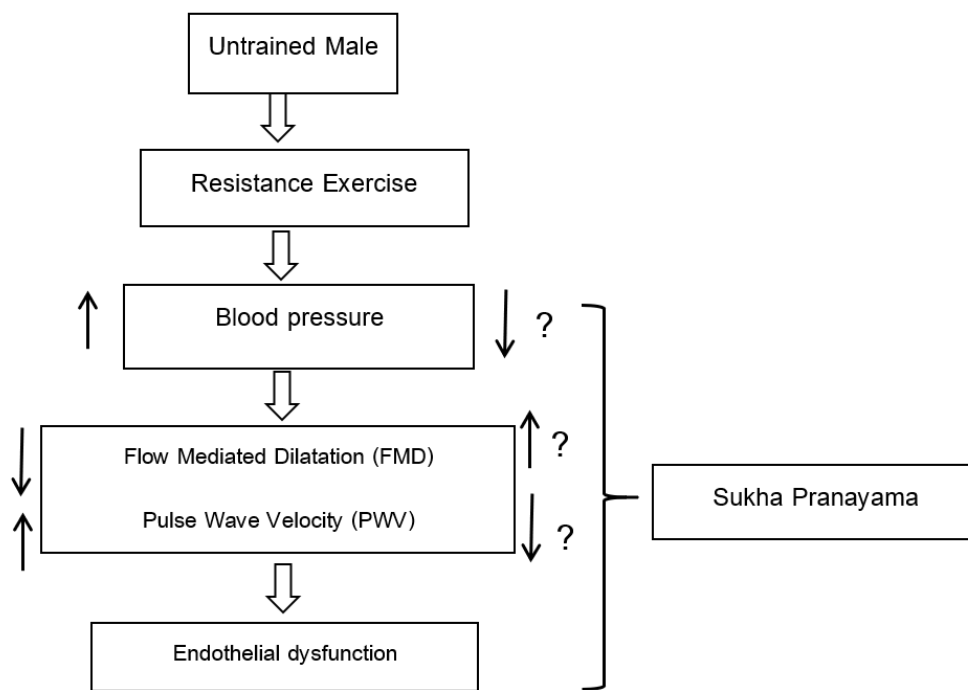 Untrained Male
Resistance Exercise
Blood pressure
?
Flow Mediated Dilatation (FMD)
?
Pulse Wave Velocity (PWV)
?
Sukha Pranayama
Endothelial dysfunction